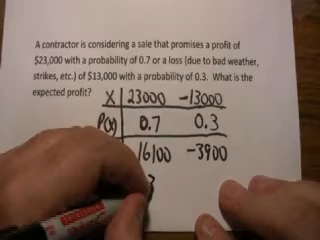 A contractor is considering a sale that promises a profit of
$23,000 with a probability of 0.7 or a loss (due to bad weather,
strikes, etc.) of $13,000 with a probability of 0.3. What is the
expected profit?
X 23000 -13000
P(X) 0.7 0.3
16100 -3900